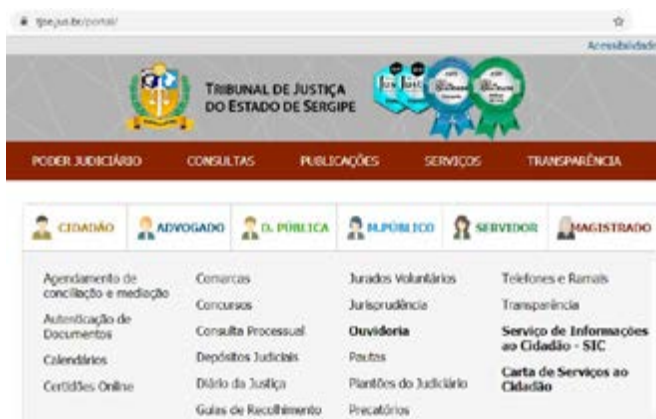 tjse.jus.br/portal/
Acessibilidade
TRIBUNAL DE JUSTIÇA
DO ESTADO DE SERGIPE
PODER JUDICIÁRIO CONSULTAS PUBLICAÇÕES SERVIÇOS TRANSPARÊNCIA
CIDADÃO ADVOGADO D. PÚBLICA M.PÚBLICO SERVIDOR MAGISTRADO
Agendamento de
conciliação e mediação
Autenticação de
Documentos
Calendários
Certidões Online
Comarcas
Concursos
Consulta Processual
Depósitos Judiciais
Diário da Justiça
Guias de Recolhimento
Jurados Voluntários
Jurisprudência
Ouvidoria
Pautas
Plantões do Judiciário
Precatórios
Telefones e Ramais
Transparência
Serviço de Informações
ao Cidadão - SIC
Carta de Serviços ao
Cidadão